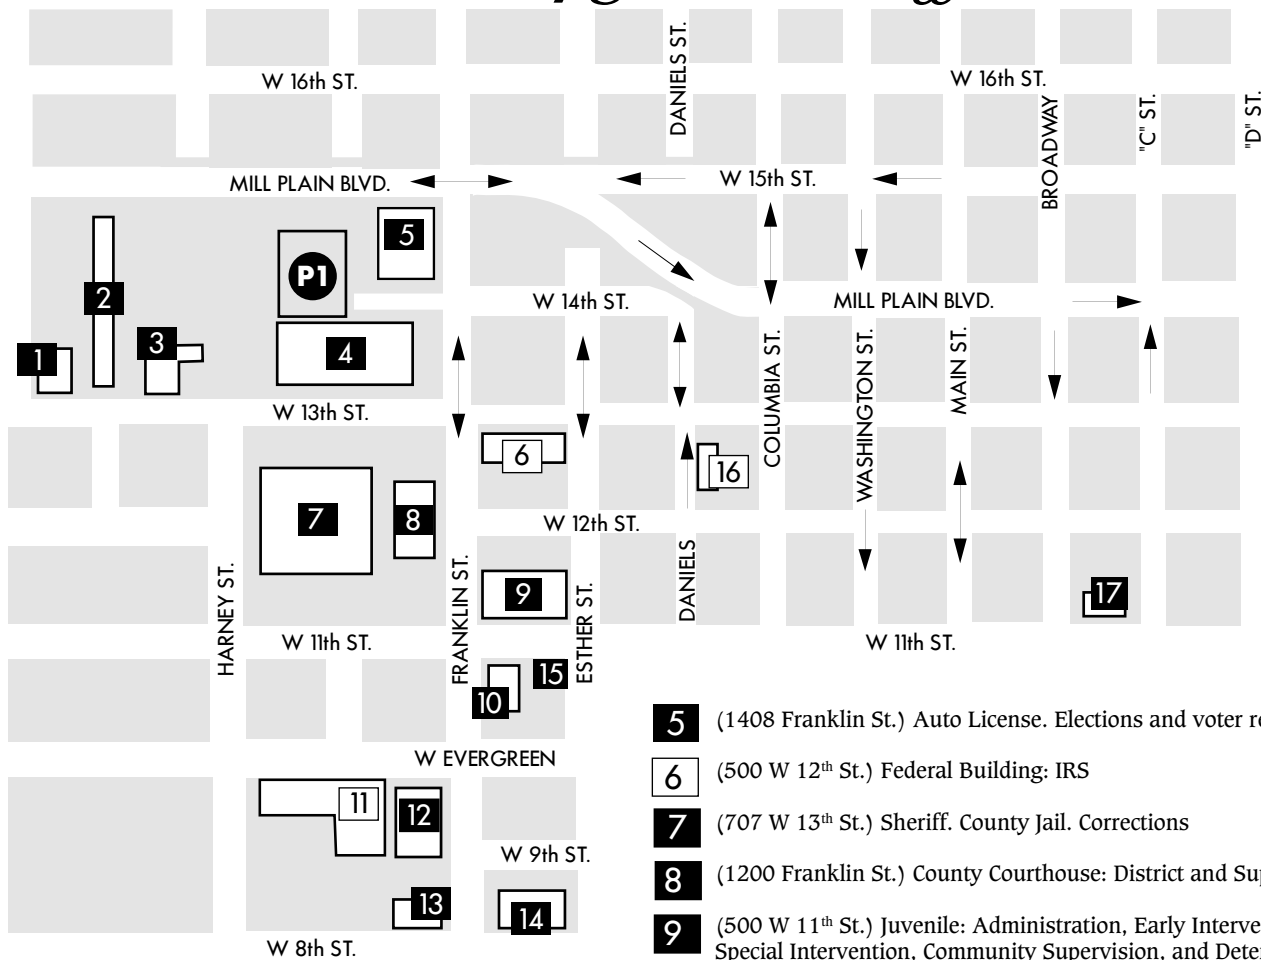 DANIELS ST.
W 16th ST.
W 16th ST.
BROADWAY
"C" ST.
"D" ST.
MILL PLAIN BLVD.
W 15th ST.
5
P1
2
W 14th ST.
MILL PLAIN BLVD.
1
3
4
COLUMBIA ST.
WASHINGTON ST.
MAIN ST.
W 13th ST.
6
16
7
8
W 12th ST.
HARNEY ST.
FRANKLIN ST.
9
ESTHER ST.
DANIELS
17
W 11th ST.
W 11th ST.
15
10
W EVERGREEN
11
12
W 9th ST.
13
14
W 8th ST.
5 (1408 Franklin St.) Auto License. Elections and voter
6 (500 W 12th St.) Federal Building: IRS
7 (707 W 13th St.) Sheriff. County Jail. Corrections
8 (1200 Franklin St.) County Courthouse: District and
9 (500 W 11th St.) Juvenile: Administration, Early
Special Intervention, Community Supervision, and